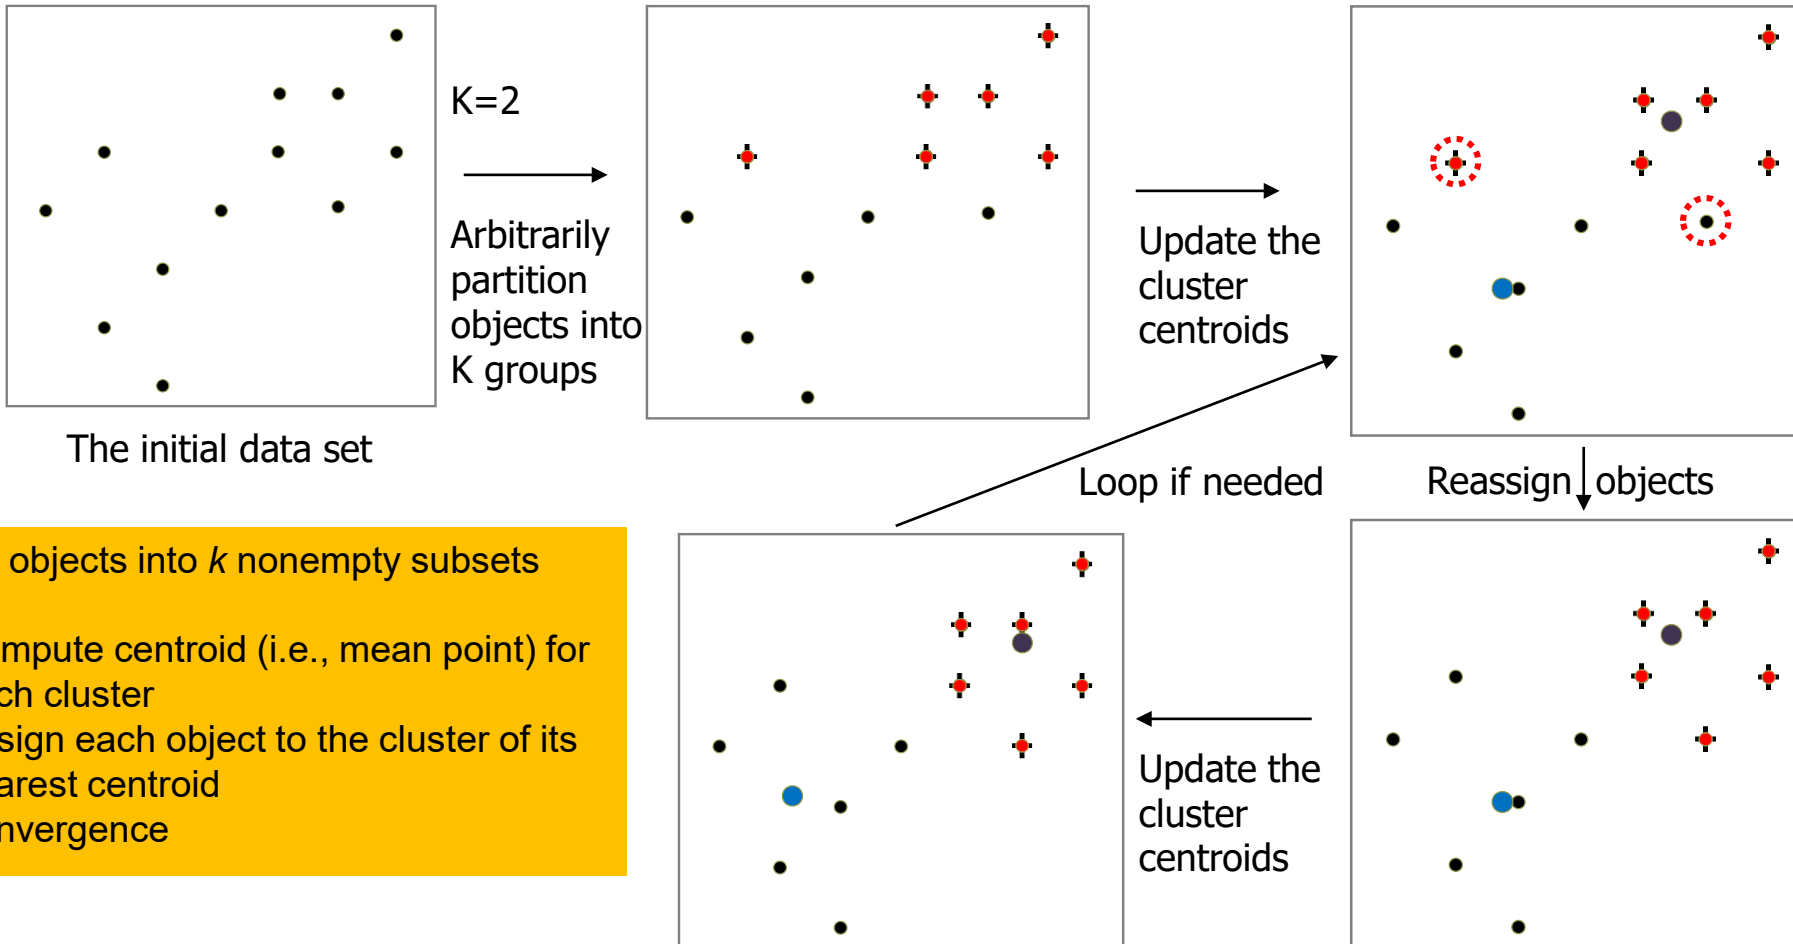 K=2
Arbitrarily
partition
objects into
K groups
Update the
cluster
centroids
The initial data set
Loop if needed
Reassign objects
objects into k nonempty subsets
mpute centroid (i.e., mean point) for
ch cluster
sign each object to the cluster of its
arest centroid
nvergence
Update the
cluster
centroids